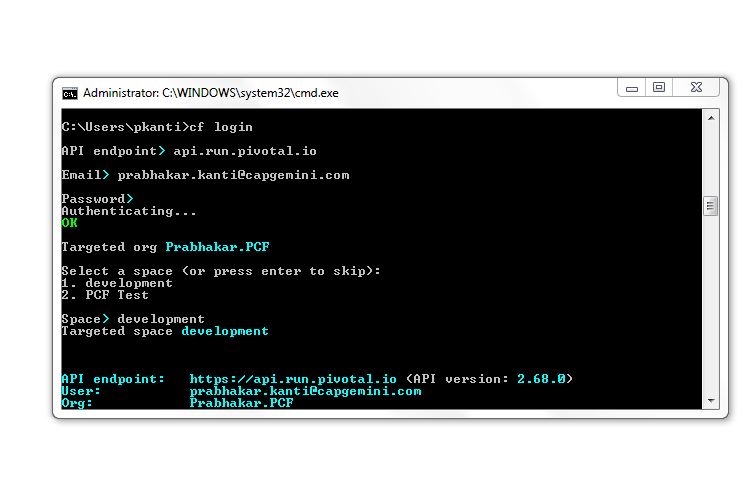 Administrator: C:\WINDOWS\system32\cmd.exe
C:\Users\pkanti>cf login
API endpoint> api.run.pivotal.io
Email> prabhakar.kanti@capgemini.com
Password>
Authenticating...
OK
Targeted org Prabhakar.PCF
Select a space (or press enter to skip):
1. development
2. PCF Test
Space> development
Targeted space development
API endpoint: https://api.run.pivotal.io (API version: 2.68.0)
User: prabhakar.kanti@capgemini.com
Org: Prabhakar.PCF